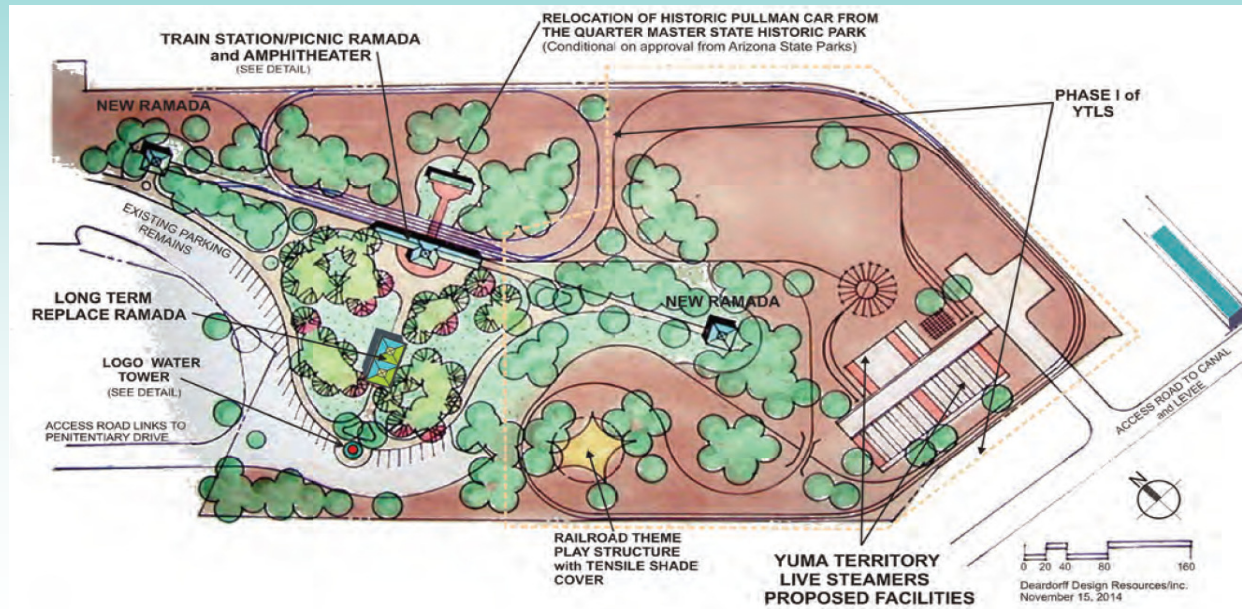 RELOCATION OF HISTORIC PULLMAN CAR FROM
THE QUARTER MASTER STATE HISTORIC PARK
(Conditional on approval from Arizona State Parks)
TRAIN STATION/PICNIC RAMADA
and AMPHITHEATER
(SEE DETAIL)
NEW RAMADA
PHASE I of
YTLS
EXISTING PARKING
REMAINS
LONG TERM
REPLACE RAMADA
NEW RAMADA
LOGO WATER
TOWER
(SEE DETAIL)
ACCESS ROAD LINKS TO
PENITENTIARY DRIVE
ACCESS ROAD TO CANAL
and LEVEE
N
RAILROAD THEME
PLAY STRUCTURE
with TENSILE SHADE
COVER
YUMA TERRITORY
LIVE STEAMERS
PROPOSED FACILITIES
0 20 40 80 160
Deardorff Design Resources/inc.
November 15, 2014